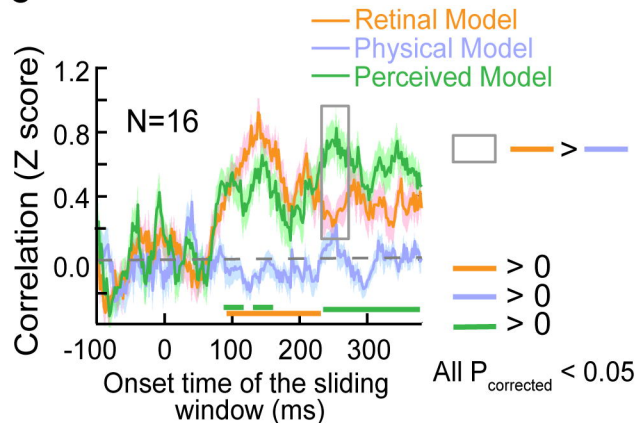 Retinal Model
Physical Model
Perceived Model
Correlation (Z score)
1.2
0.8
0.4
0.0
N=16
>
> 0
> 0
> 0
-100 0 100 200 300
Onset time of the sliding
window (ms)
All P corrected < 0.05